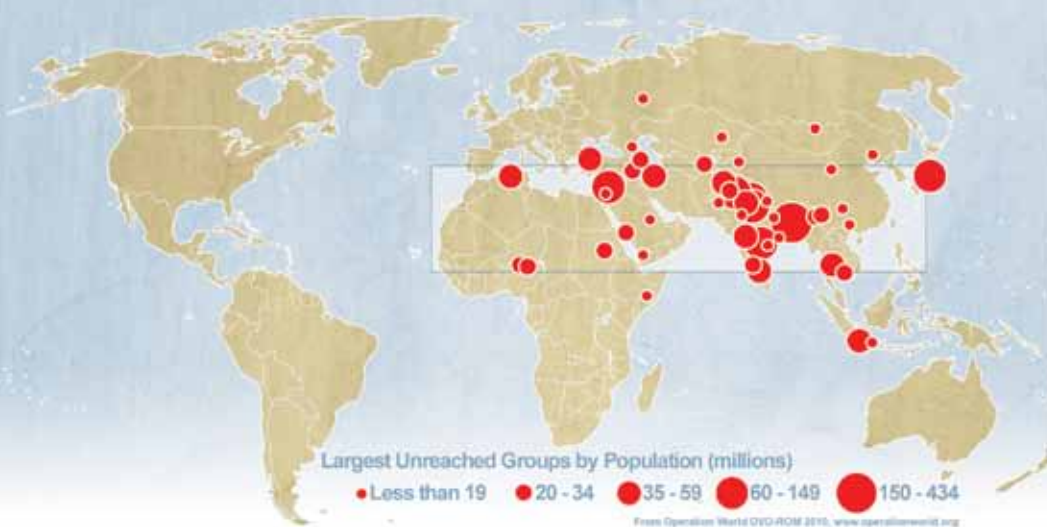 Largest Unreached Groups by Population (millions)
Less than 19 20 - 34 35 - 59 60 - 149 150 - 434
From Operation World DVD-ROM 2010, www.operationworld.org